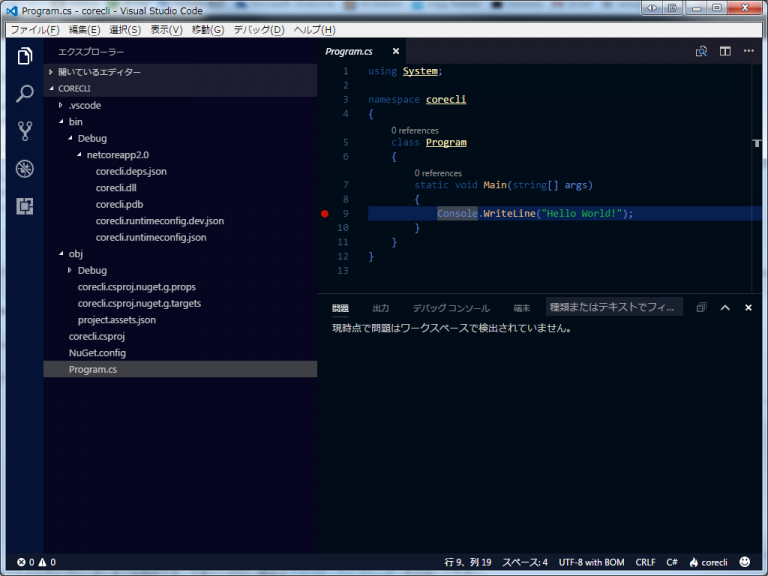 Program.cs - corecli - Visual Studio Code
ファイル(F) 編集(E) 選択(S) 表示(V) 移動(G) デバッグ(D) ヘルプ(H)
エクスプローラー
開いているエディター
CORECLI
.vscode
bin
Debug
netcoreapp2.0
corecli.deps.json
corecli.dll
corecli.pdb
corecli.runtimeconfig.dev.json
corecli.runtimeconfig.json
obj
Debug
corecli.csproj.nuget.g.props
corecli.csproj.nuget.g.targets
project.assets.json
corecli.csproj
NuGet.config
Program.cs
Program.cs
1 using System;
2
3 namespace corecli
4 {
0 references
5 class Program
6 {
0 references
7 static void Main(string[] args)
8 {
9 Console.WriteLine("Hello World!");
10 }
11 }
12 }
13
問題 出力 デバッグ コンソール 端末 種類またはテキストでフィ...
現時点で問題はワークスペースで検出されていません。
0 0 行 9、列 19 スペース: 4 UTF-8 with BOM CRLF C# corecli